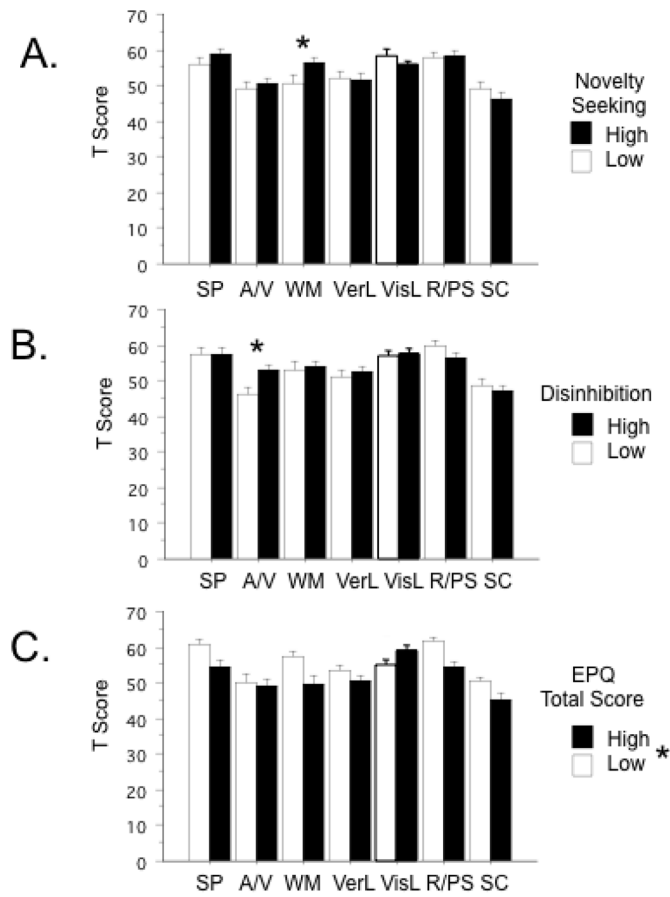 A.
T Score
70
60
50
40
30
20
10
0
*
SP A/V WM VerL VisL R/PS SC
Novelty
Seeking
High
Low
B.
T Score
70
60
50
40
30
20
10
0
*
SP A/V WM VerL VisL R/PS SC
Disinhibition
High
Low
C.
T Score
70
60
50
40
30
20
10
0
SP A/V WM VerL VisL R/PS SC
EPQ
Total Score
High
Low
*